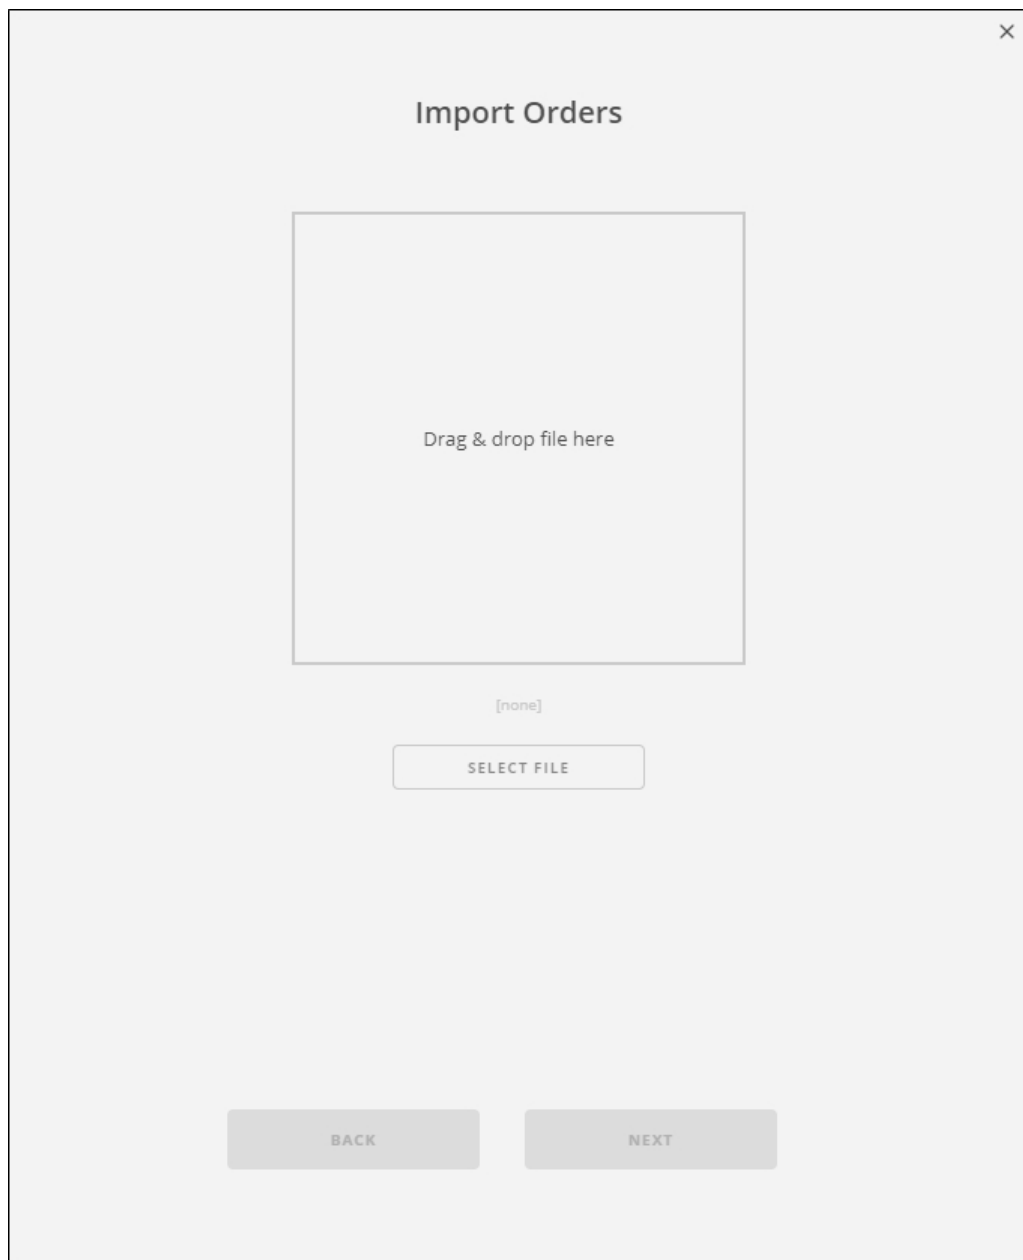 Import Orders
Drag & drop file here
[none]
SELECT FILE
BACK
NEXT